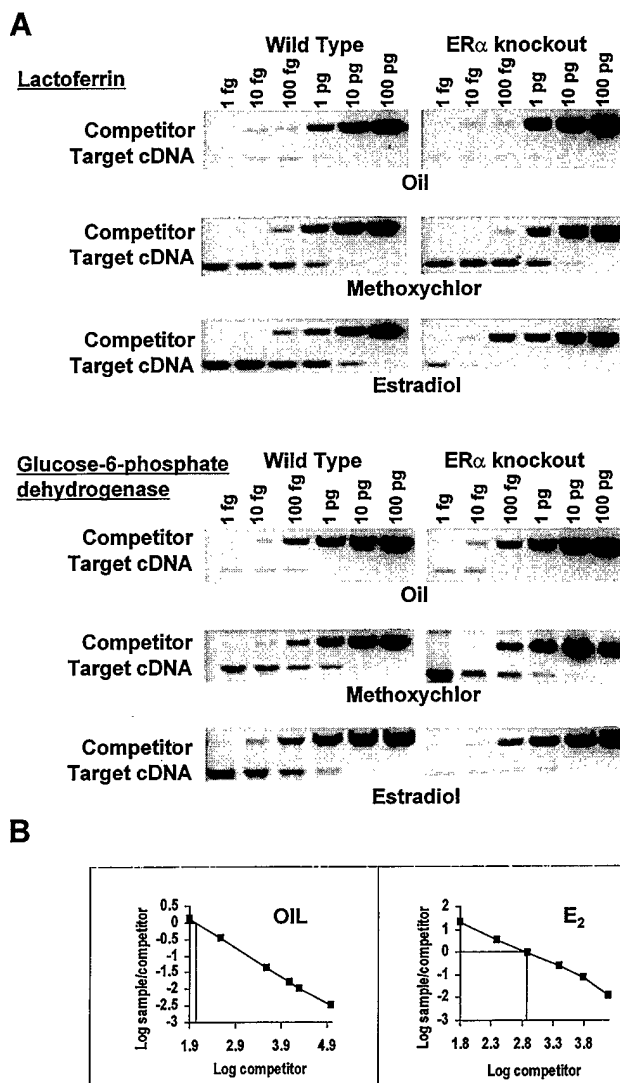 A
Wild Type ERα knockout
Lactoferrin
1 fg 10 fg 100 fg 1 pg 10 pg 100 pg 1 fg 10 fg 100 fg 1 pg 10 pg 100 pg
Competitor
Target cDNA
Oil
Competitor
Target cDNA
Methoxychlor
Competitor
Target cDNA
Estradiol
Glucose-6-phosphate
dehydrogenase
Wild Type ERα knockout
1 fg 10 fg 100 fg 1 pg 10 pg 100 pg 1 fg 10 fg 100 fg 1 pg 10 pg 100 pg
Competitor
Target cDNA
Oil
Competitor
Target cDNA
Methoxychlor
Competitor
Target cDNA
Estradiol
B
OIL
Log sample/competitor
0.5
0
-0.5
-1
-1.5
-2
-2.5
-3
1.9 2.9 3.9 4.9
Log competitor
E2
Log sample/competitor
2
1
0
-1
-2
-3
1.8 2.3 2.8 3.3 3.8
Log competitor